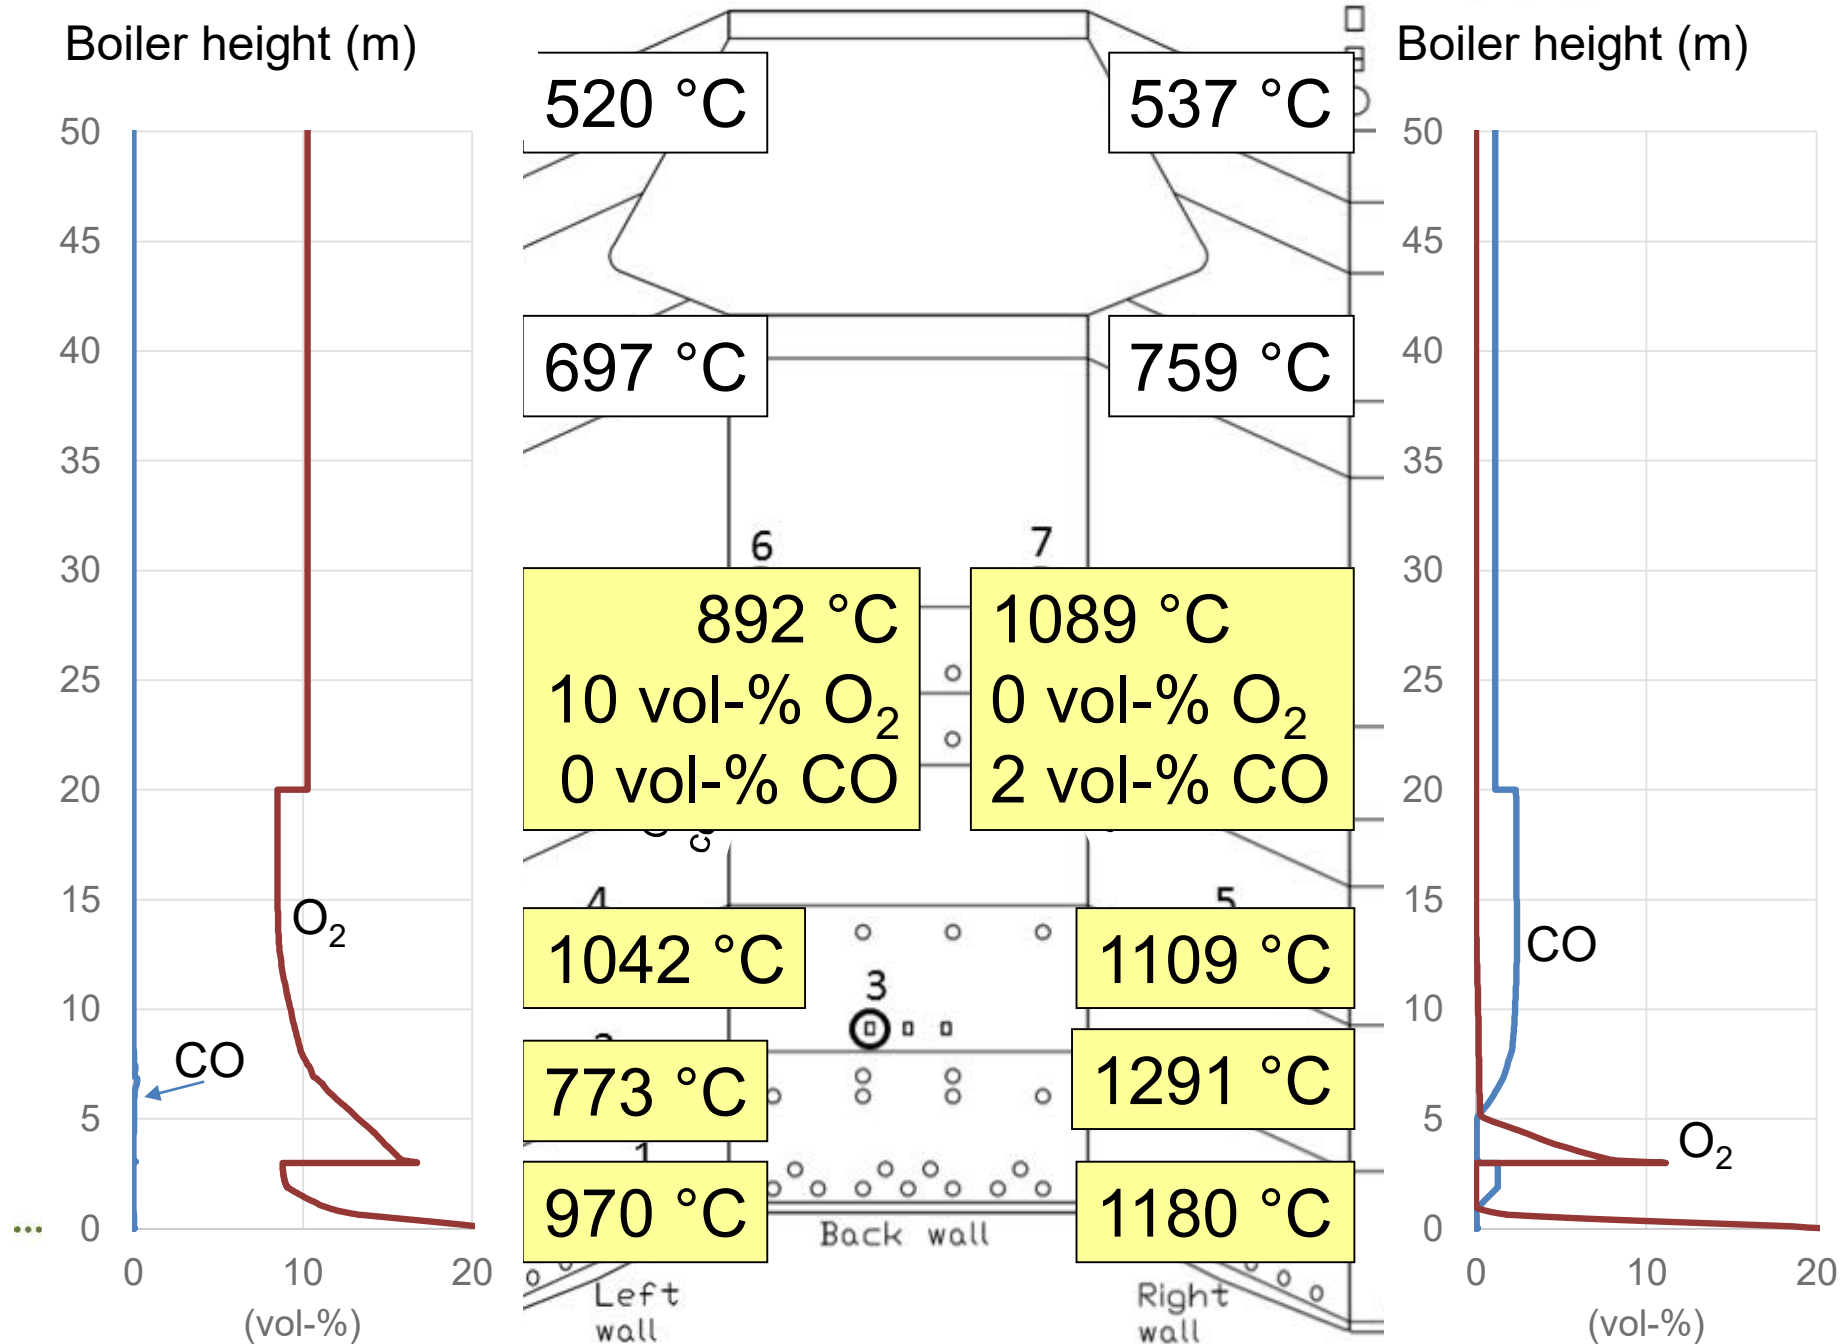 Boiler height (m)
50
45
40
35
30
25
20
15
10
5
0
0 10 20
(vol-%)
O2
CO
520 °C
537 °C
697 °C
759 °C
6
7
892 °C
10 vol-% O2
0 vol-% CO
1089 °C
0 vol-% O2
2 vol-% CO
4
5
1042 °C
1109 °C
3
773 °C
1291 °C
1
970 °C
1180 °C
Back wall
Left
wall
Right
wall
Boiler height (m)
50
45
40
35
30
25
20
15
10
5
0
0 10 20
(vol-%)
CO
O2